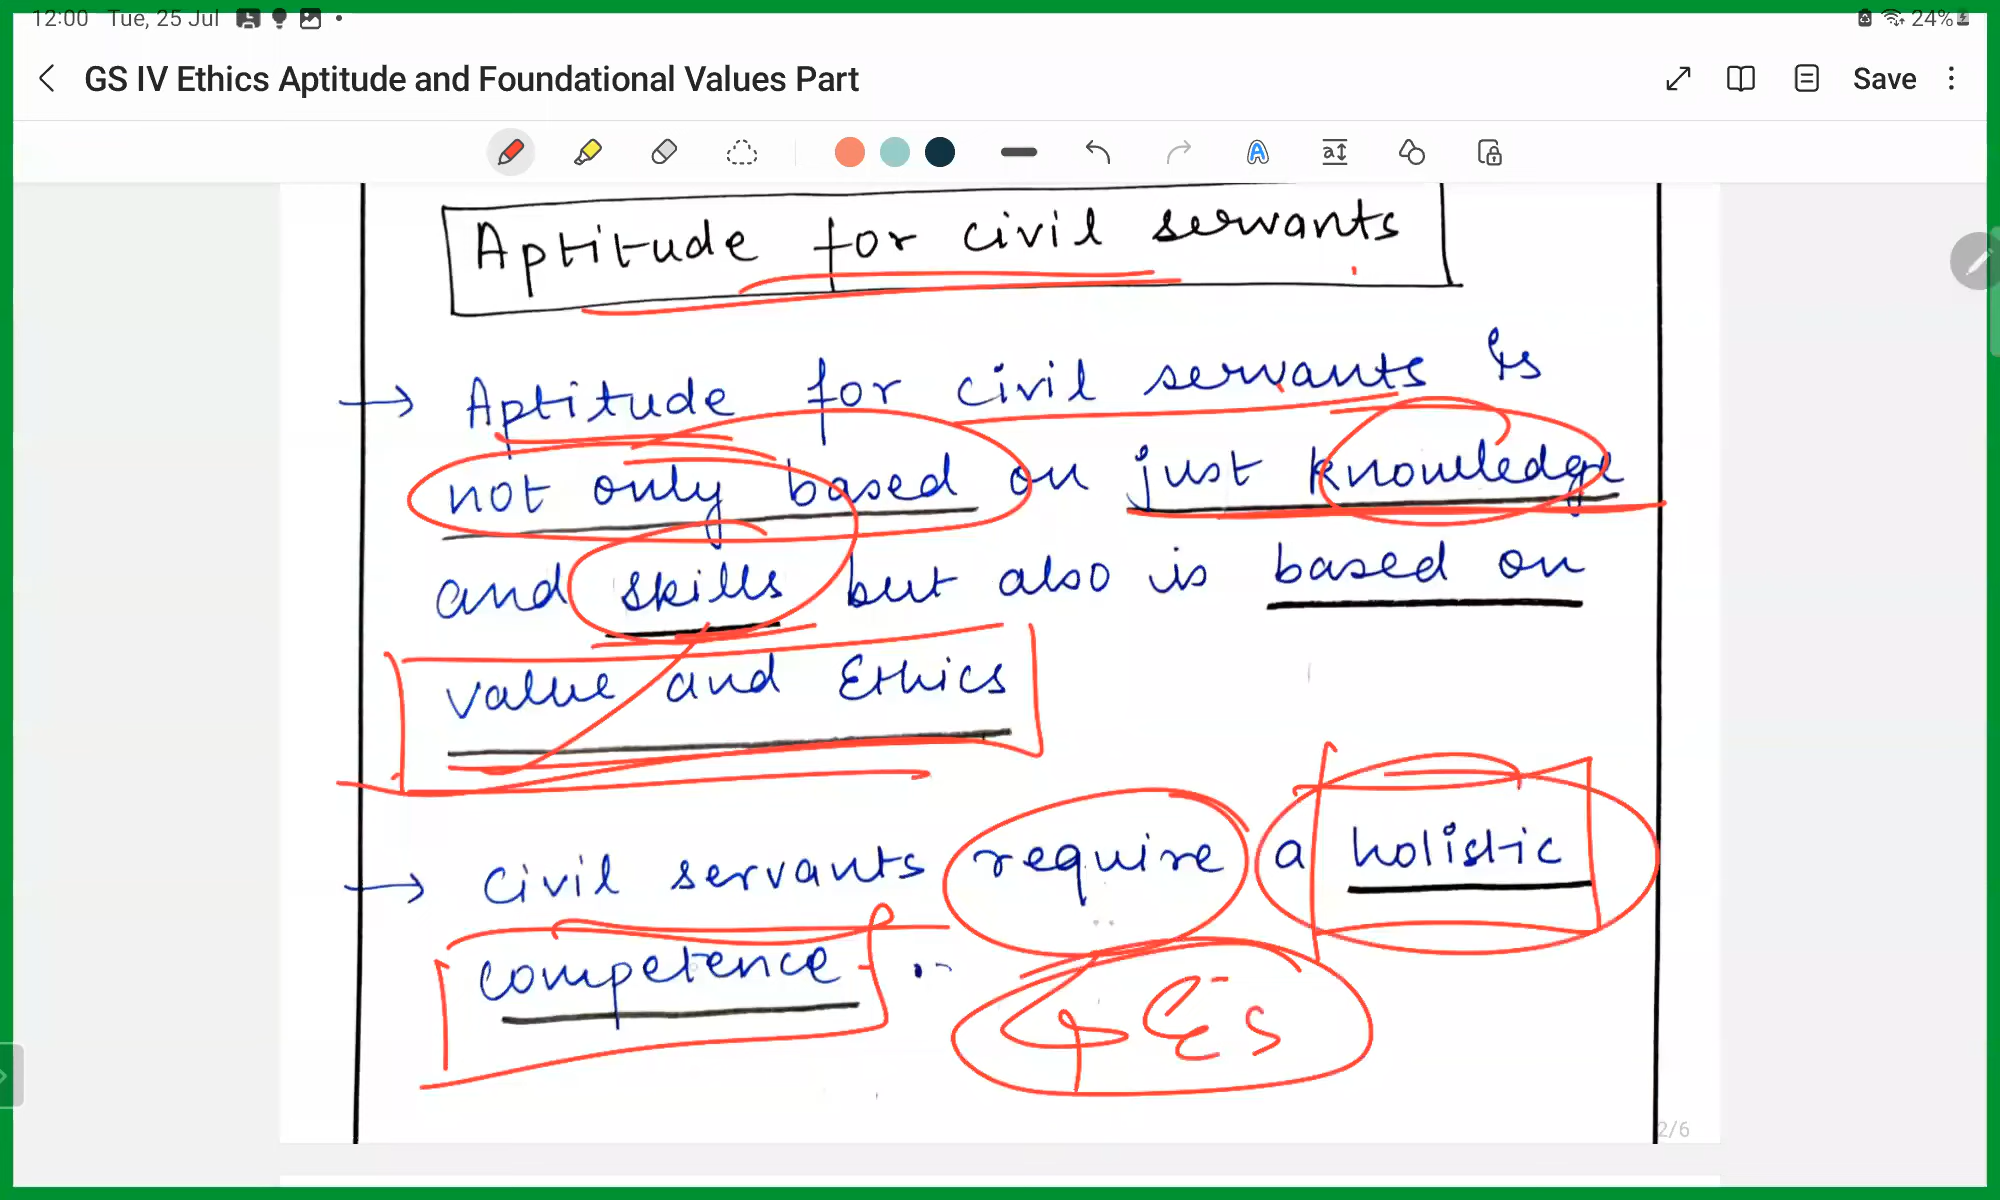 12:00 Tue, 25 Jul 24%
GS IV Ethics Aptitude and Foundational Values Part Save
Aptitude for civil servants
→ Aptitude for civil servants is
not only based on just knowledge
and skills but also is based on
value and Ethics
→ Civil servants require a holistic
competence
2/6